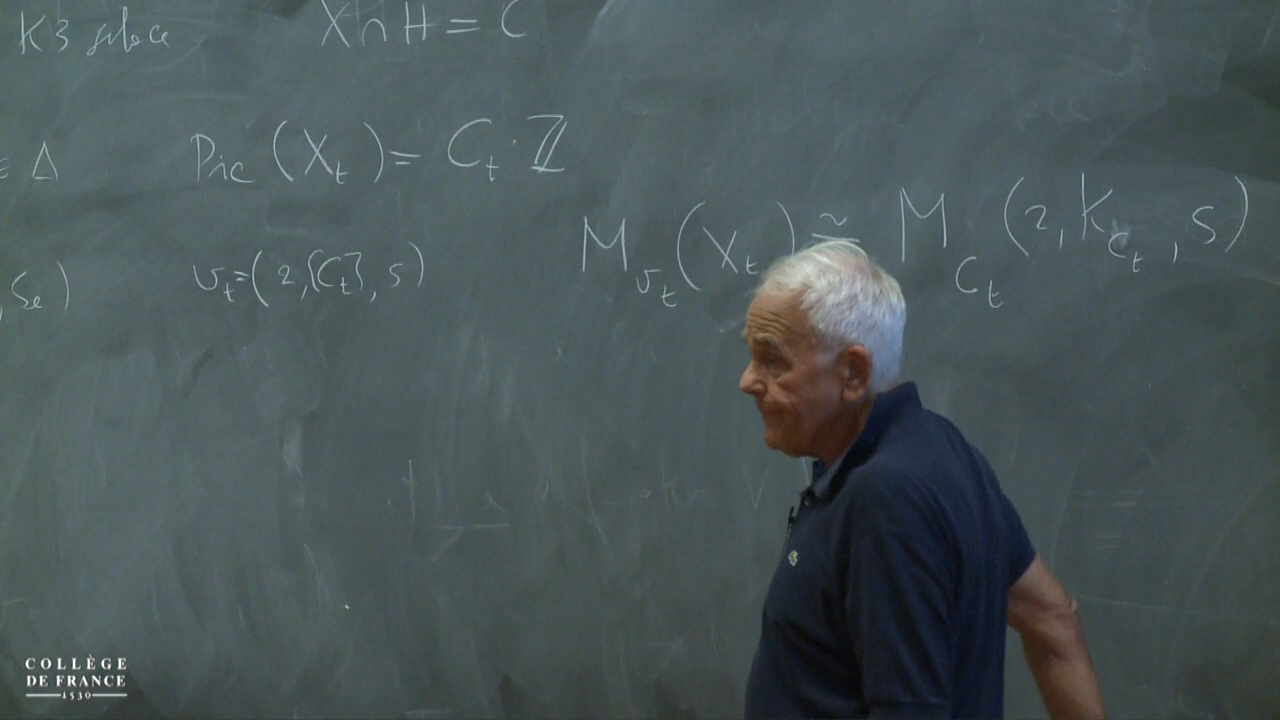 K3 surface X ∩ H = C
∈ Δ Pic (X_t) = C_t · ℤ
M_{v_t} (X_t) ≅ M_{C_t} (2, K_{C_t}, s)
, S_e) v_t = (2, [C_t], s)
COLLÈGE
DE FRANCE
1530